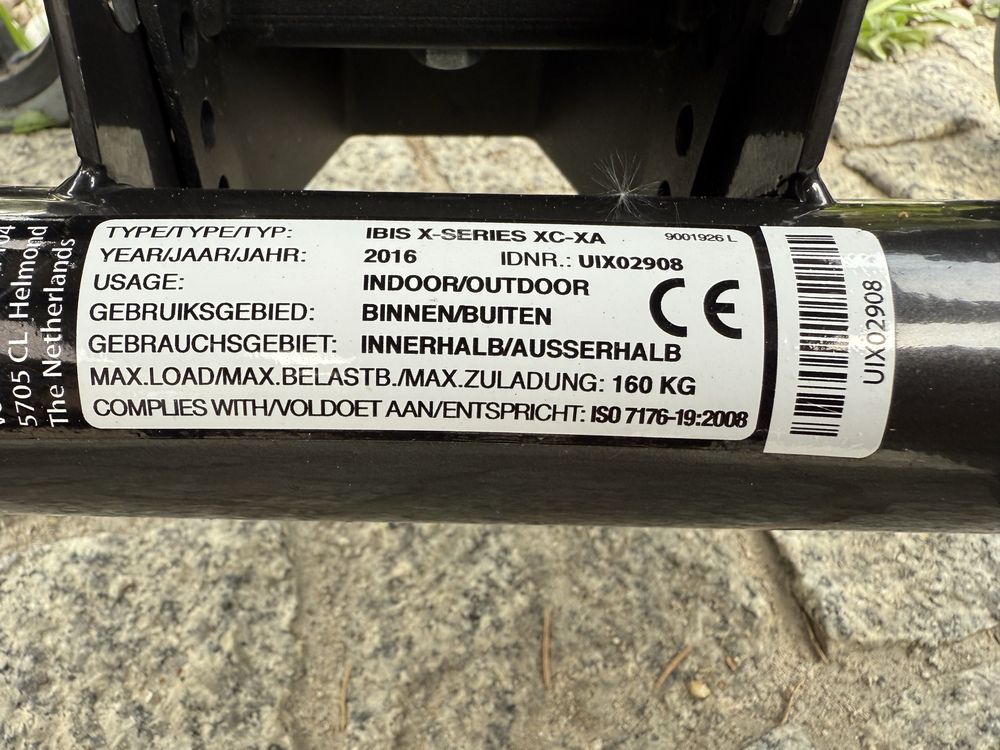 5705 CL Helmond
The Netherlands
TYPE/TYPE/TYP: IBIS X-SERIES XC-XA 9001926 L
YEAR/JAAR/JAHR: 2016 IDNR.: UIX02908
USAGE: INDOOR/OUTDOOR
GEBRUIKSGEBIED: BINNEN/BUITEN
GEBRAUCHSGEBIET: INNERHALB/AUSSERHALB
CE
MAX.LOAD/MAX.BELASTB./MAX.ZULADUNG: 160 KG
COMPLIES WITH/VOLDOET AAN/ENTSPRICHT: ISO 7176-19:2008
UIX02908